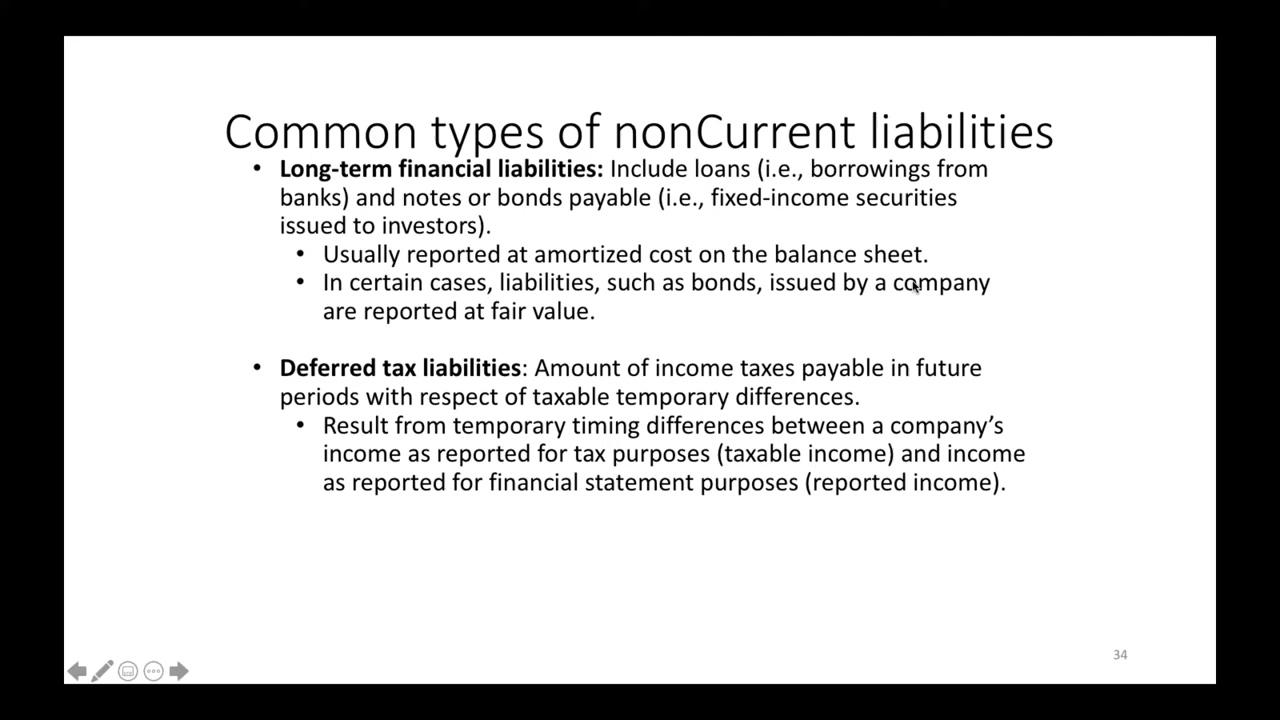 Common types of nonCurrent liabilities
• Long-term financial liabilities: Include loans (i.e., borrowings from
banks) and notes or bonds payable (i.e., fixed-income securities
issued to investors).
• Usually reported at amortized cost on the balance sheet.
• In certain cases, liabilities, such as bonds, issued by a company
are reported at fair value.
• Deferred tax liabilities: Amount of income taxes payable in future
periods with respect of taxable temporary differences.
• Result from temporary timing differences between a company’s
income as reported for tax purposes (taxable income) and income
as reported for financial statement purposes (reported income).
34